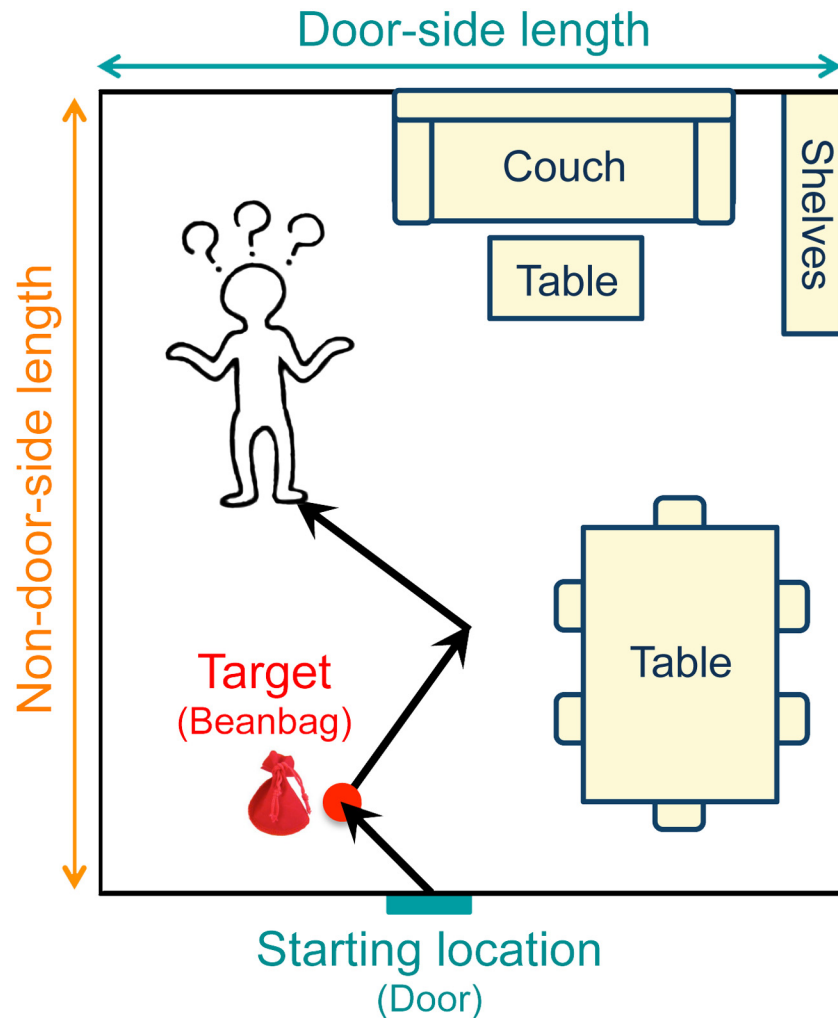 Door-side length
Non-door-side length
Couch
Shelves
Table
? ? ?
Table
Target
(Beanbag)
Starting location
(Door)